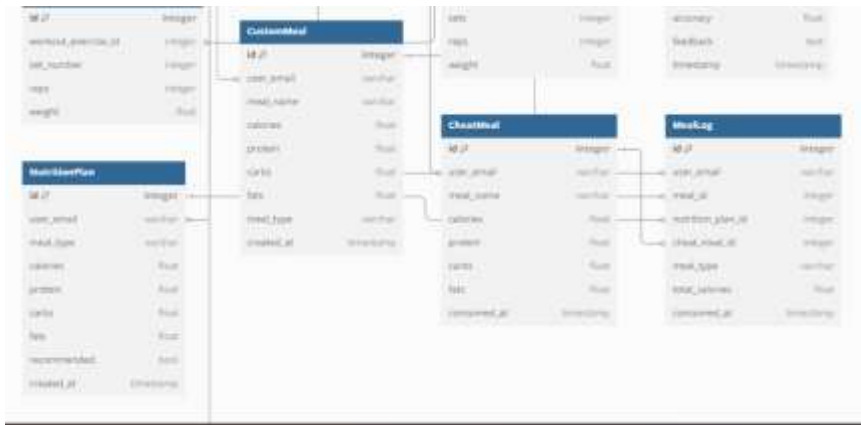 id integer
workout_exercise_id integer
set_number integer
reps integer
weight float
NutritionPlan
id integer
user_email varchar
meal_type varchar
calories float
protein float
carbs float
fats float
recommended bool
created_at timestamp
CustomMeal
id integer
user_email varchar
meal_name varchar
calories float
protein float
carbs float
fats float
meal_type varchar
created_at timestamp
sets integer
reps integer
weight float
CheatMeal
id integer
user_email varchar
meal_name varchar
calories float
protein float
carbs float
fats float
consumed_at timestamp
accuracy float
feedback text
timestamp timestamp
MealLog
id integer
user_email varchar
meal_id integer
nutrition_plan_id integer
cheat_meal_id integer
meal_type varchar
total_calories float
consumed_at timestamp